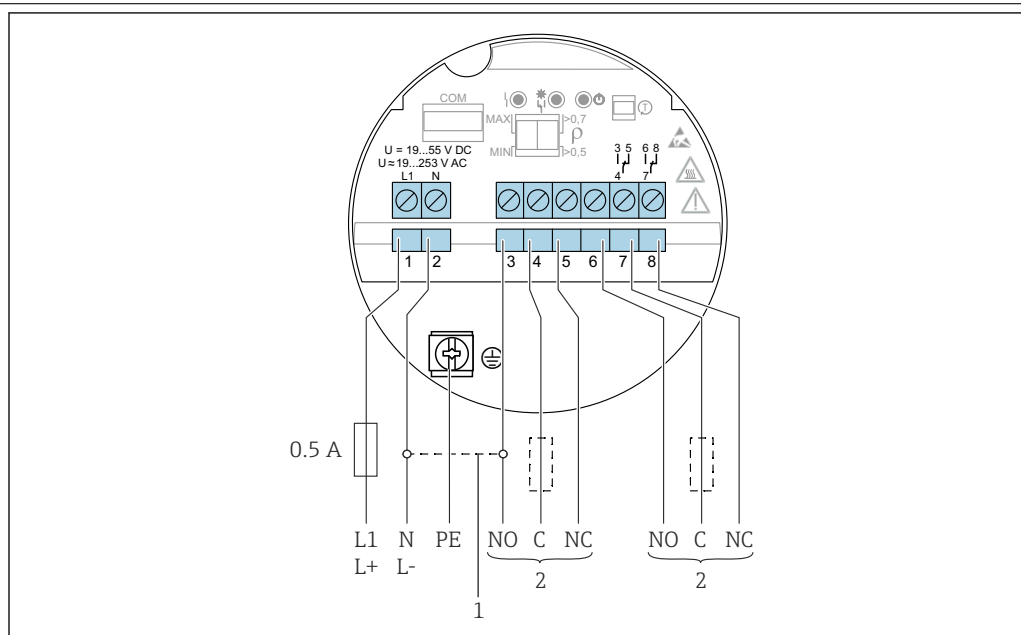 COM
MAX
>0,7
ρ
MIN
>0,5
T
U = 19...55 V DC
U≈19...253 V AC
L1 N
3 5
4
6 8
7
1 2 3 4 5 6 7 8
0.5 A
L1 N PE NO C NC NO C NC
L+ L-
2 2
1